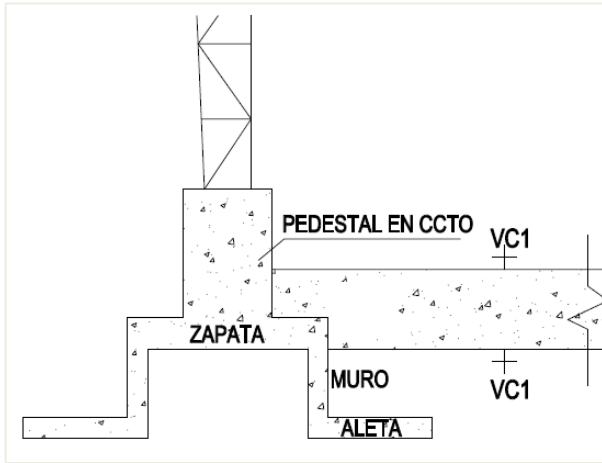 PEDESTAL EN CCTO
VC1
ZAPATA
MURO
VC1
ALETA